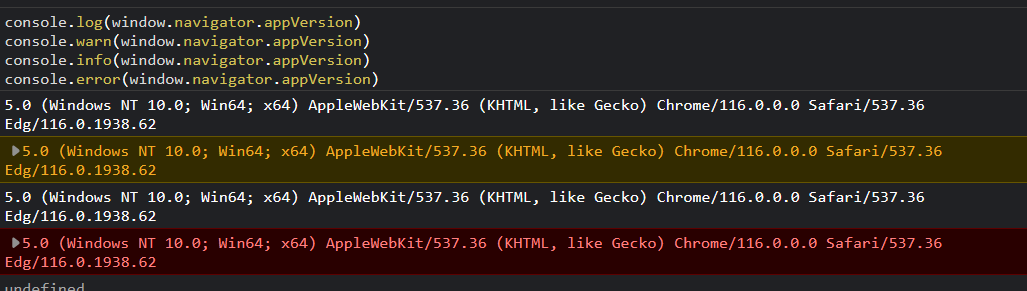 console.log(window.navigator.appVersion)
console.warn(window.navigator.appVersion)
console.info(window.navigator.appVersion)
console.error(window.navigator.appVersion)
5.0 (Windows NT 10.0; Win64; x64) AppleWebKit/537.36 (KHTML, like Gecko) Chrome/116.0.0.0 Safari/537.36
Edg/116.0.1938.62
5.0 (Windows NT 10.0; Win64; x64) AppleWebKit/537.36 (KHTML, like Gecko) Chrome/116.0.0.0 Safari/537.36
Edg/116.0.1938.62
5.0 (Windows NT 10.0; Win64; x64) AppleWebKit/537.36 (KHTML, like Gecko) Chrome/116.0.0.0 Safari/537.36
Edg/116.0.1938.62
5.0 (Windows NT 10.0; Win64; x64) AppleWebKit/537.36 (KHTML, like Gecko) Chrome/116.0.0.0 Safari/537.36
Edg/116.0.1938.62
undefined